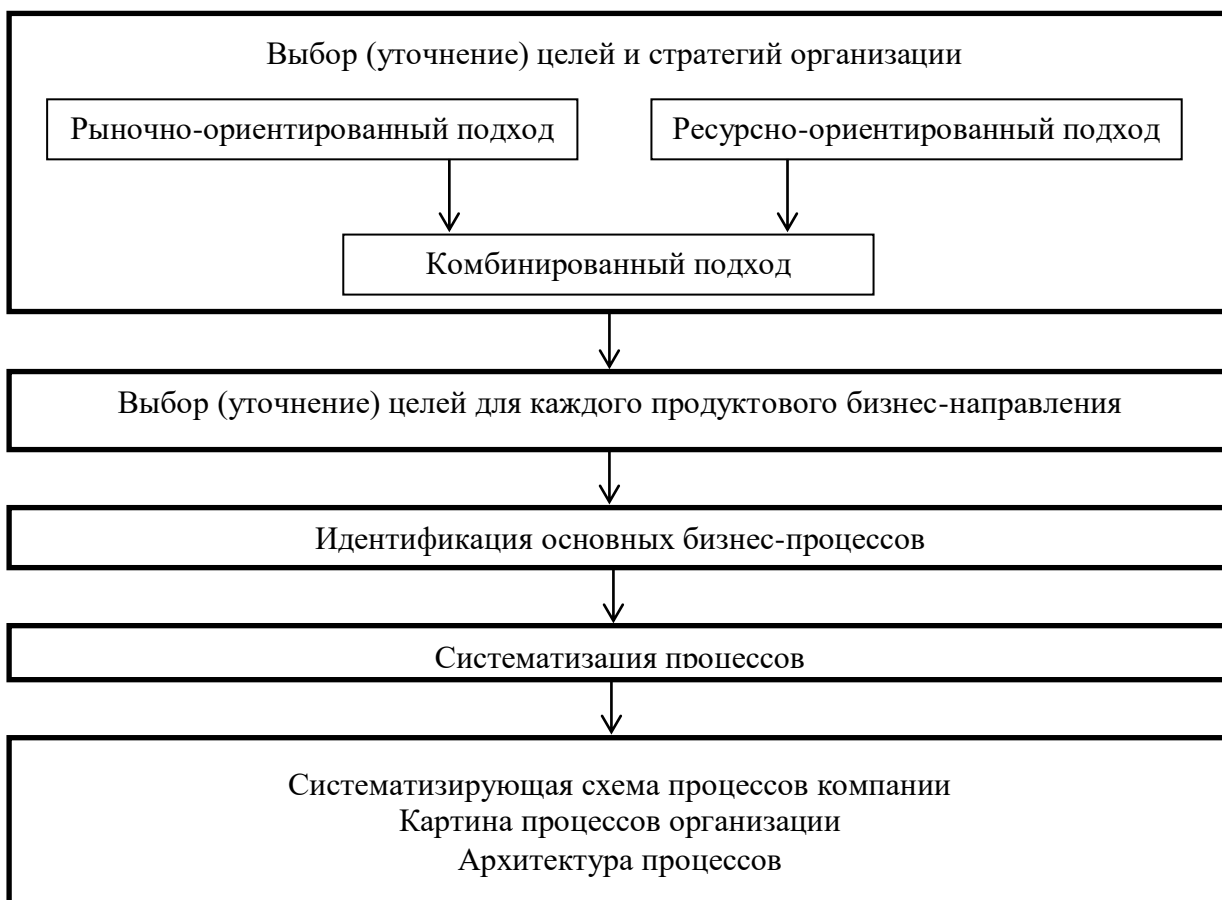 Выбор (уточнение) целей и стратегий организации
Рыночно-ориентированный подход
Ресурсно-ориентированный подход
Комбинированный подход
Выбор (уточнение) целей для каждого продуктового бизнес-направления
Идентификация основных бизнес-процессов
Систематизация процессов
Систематизирующая схема процессов компании
Картина процессов организации
Архитектура процессов